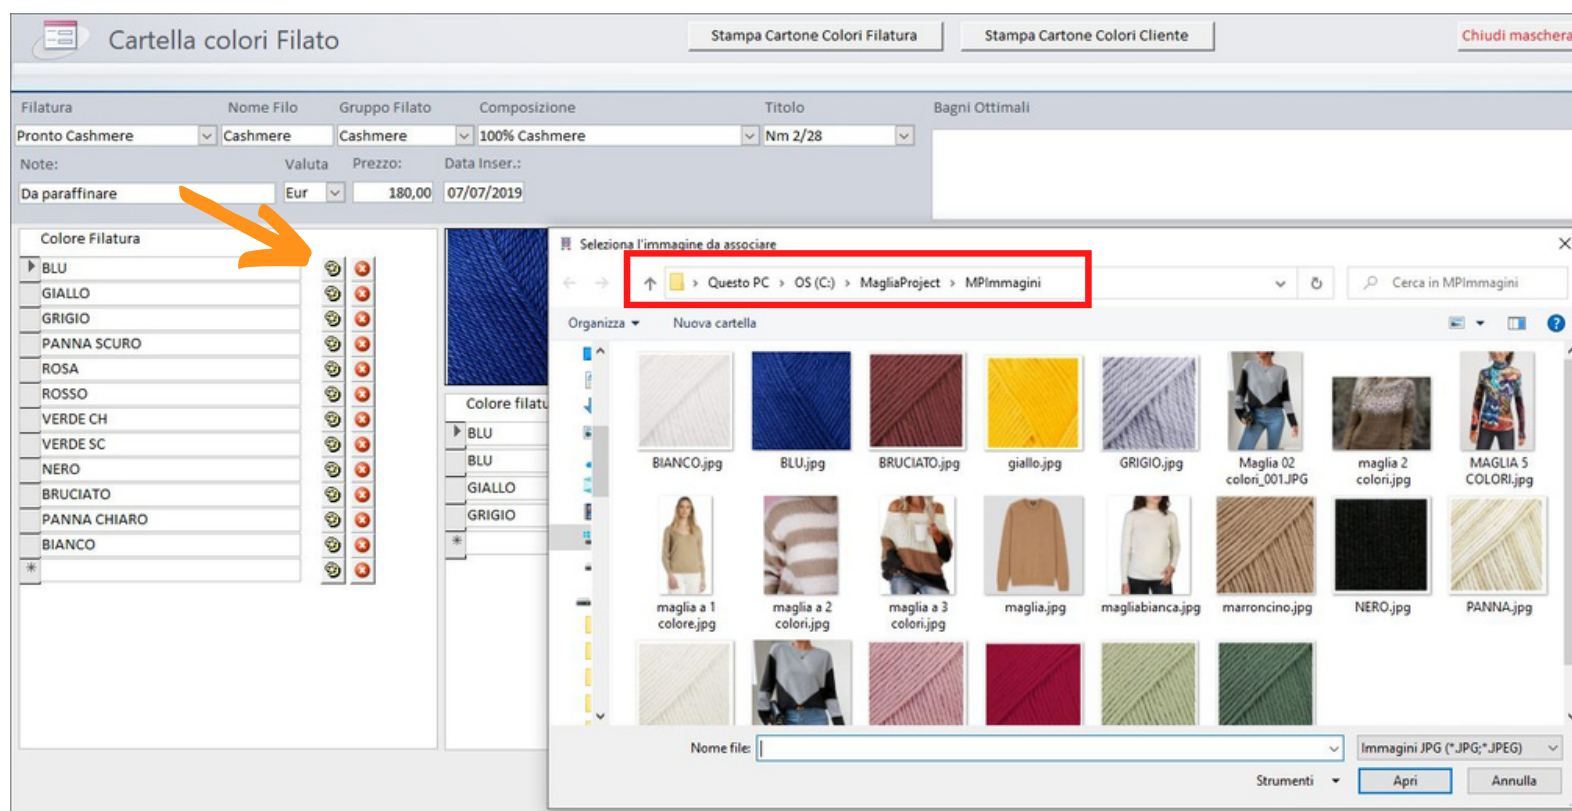 Cartella colori Filato
Stampa Cartone Colori Filatura
Stampa Cartone Colori Cliente
Chiudi maschera
Filatura Nome Filo Gruppo Filato Composizione Titolo Bagni Ottimali
Pronto Cashmere Cashmere Cashmere 100% Cashmere Nm 2/28
Note: Valuta Prezzo: Data Inser.:
Da paraffinare Eur 180,00 07/07/2019
Colore Filatura
BLU
GIALLO
GRIGIO
PANNA SCURO
ROSA
ROSSO
VERDE CH
VERDE SC
NERO
BRUCIATO
PANNA CHIARO
BIANCO
Colore filatu
BLU
BLU
GIALLO
GRIGIO
Seleziona l'immagine da associare
Questo PC > OS (C:) > MagliaProject > MPImmagini
Cerca in MPImmagini
Organizza Nuova cartella
BIANCO.jpg
BLU.jpg
BRUCIATO.jpg
giallo.jpg
GRIGIO.jpg
Maglia 02
colori_001.JPG
maglia 2
colori.jpg
MAGLIA 5
COLORI.jpg
maglia a 1
colore.jpg
maglia a 2
colori.jpg
maglia a 3
colori.jpg
maglia.jpg
magliabianca.jpg
marroncino.jpg
NERO.jpg
PANNA.jpg
Nome file:
Immagini JPG (*.JPG;*.JPEG)
Strumenti Apri Annulla